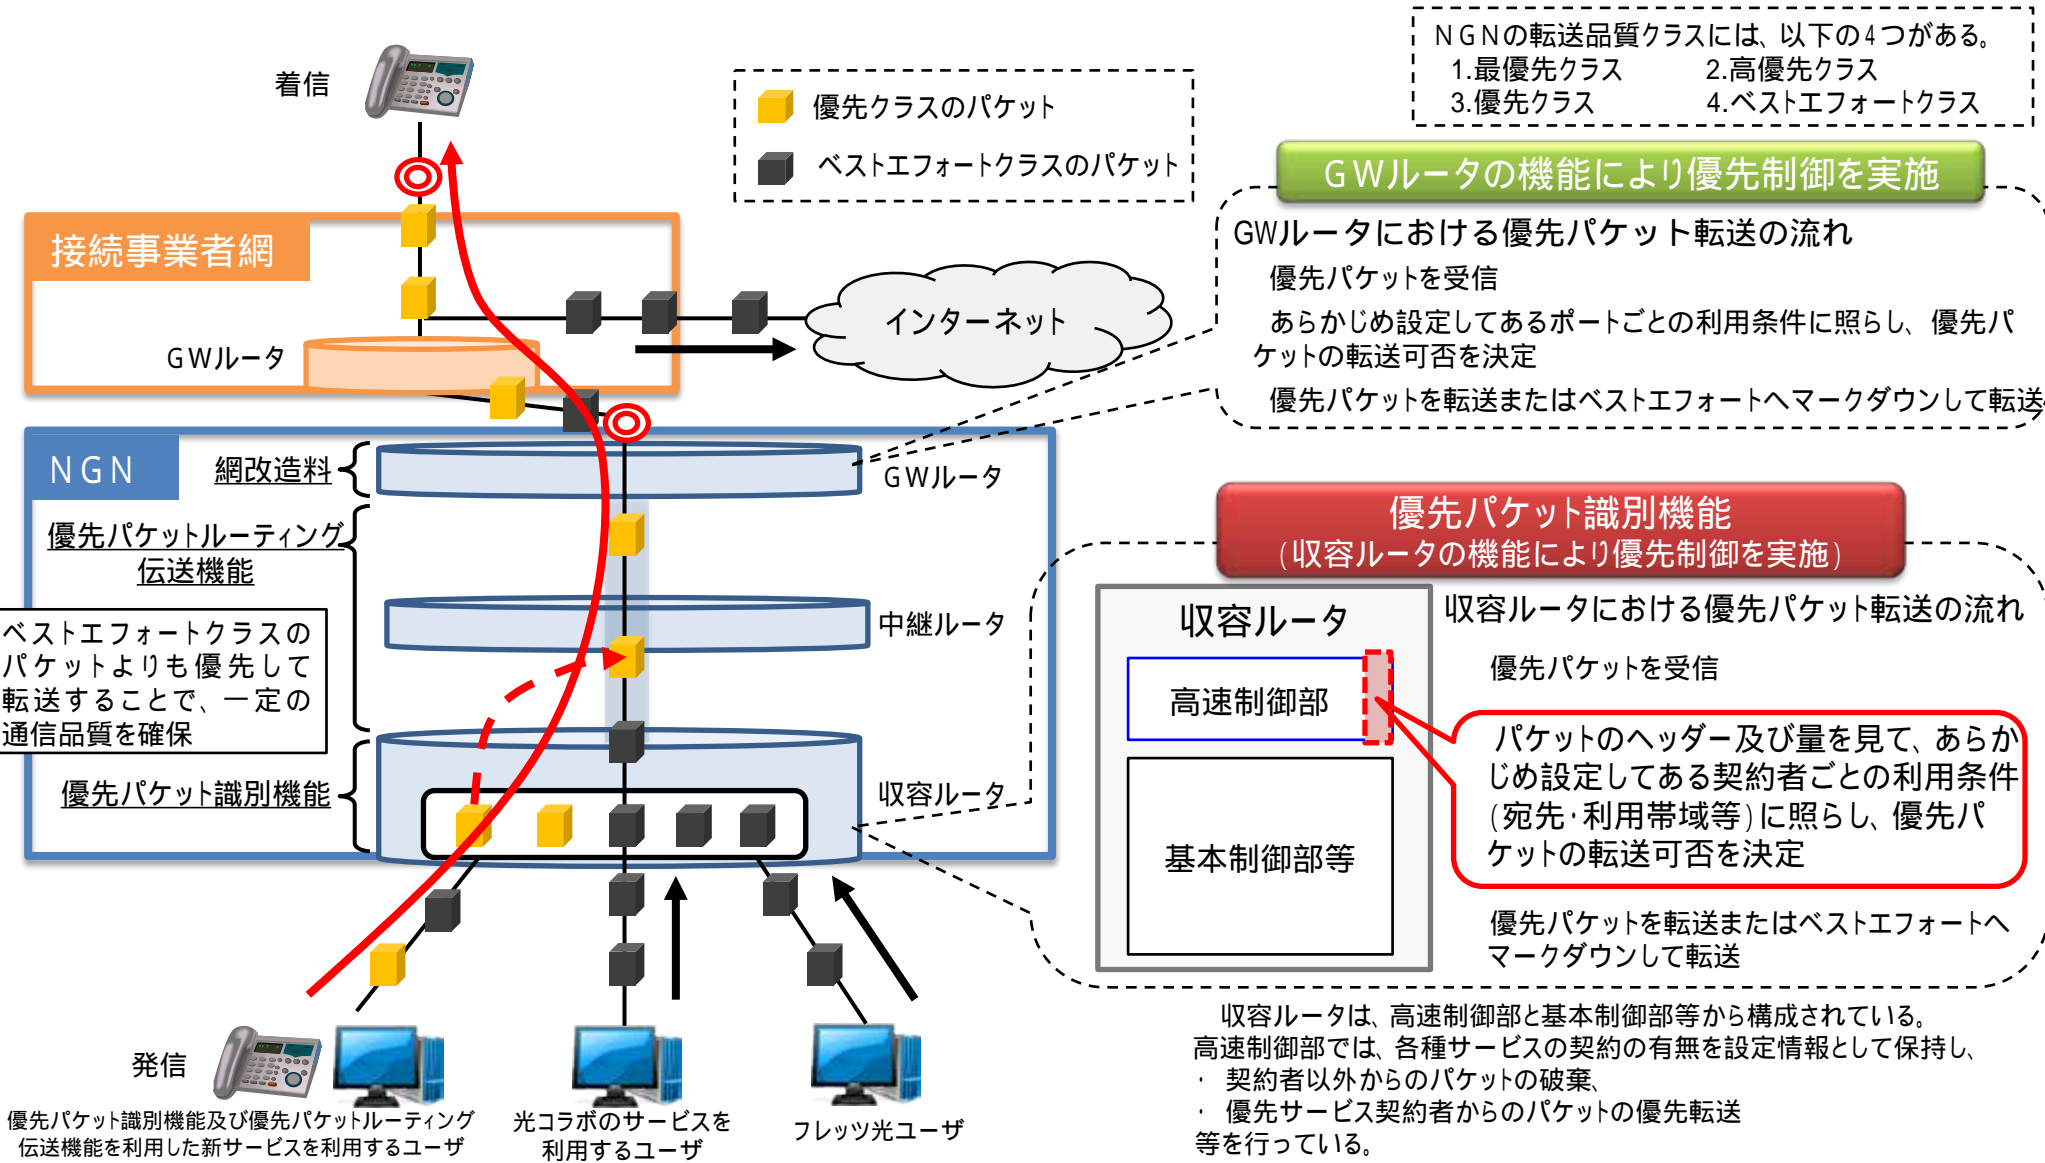 NGNの転送品質クラスには、以下の4つがある。
1.最優先クラス 2.高優先クラス
3.優先クラス 4.ベストエフォートクラス
着信
優先クラスのパケット
ベストエフォートクラスのパケット
GWルータの機能により優先制御を実施
GWルータにおける優先パケット転送の流れ
優先パケットを受信
あらかじめ設定してあるポートごとの利用条件に照らし、優先パ
ケットの転送可否を決定
優先パケットを転送またはベストエフォートへマークダウンして転送
接続事業者網
GWルータ
インターネット
NGN
網改造料
GWルータ
優先パケットルーティング
伝送機能
中継ルータ
ベストエフォートクラスの
パケットよりも優先して
転送することで、一定の
通信品質を確保
優先パケット識別機能
収容ルータ
優先パケット識別機能
(収容ルータの機能により優先制御を実施)
収容ルータ
高速制御部
基本制御部等
収容ルータにおける優先パケット転送の流れ
優先パケットを受信
パケットのヘッダー及び量を見て、あらか
じめ設定してある契約者ごとの利用条件
(宛先・利用帯域等)に照らし、優先パ
ケットの転送可否を決定
優先パケットを転送またはベストエフォートへ
マークダウンして転送
収容ルータは、高速制御部と基本制御部等から構成されている。
高速制御部では、各種サービスの契約の有無を設定情報として保持し、
・ 契約者以外からのパケットの破棄、
・ 優先サービス契約者からのパケットの優先転送
等を行っている。
発信
優先パケット識別機能及び優先パケットルーティング
伝送機能を利用した新サービスを利用するユーザ
光コラボのサービスを
利用するユーザ
フレッツ光ユーザ